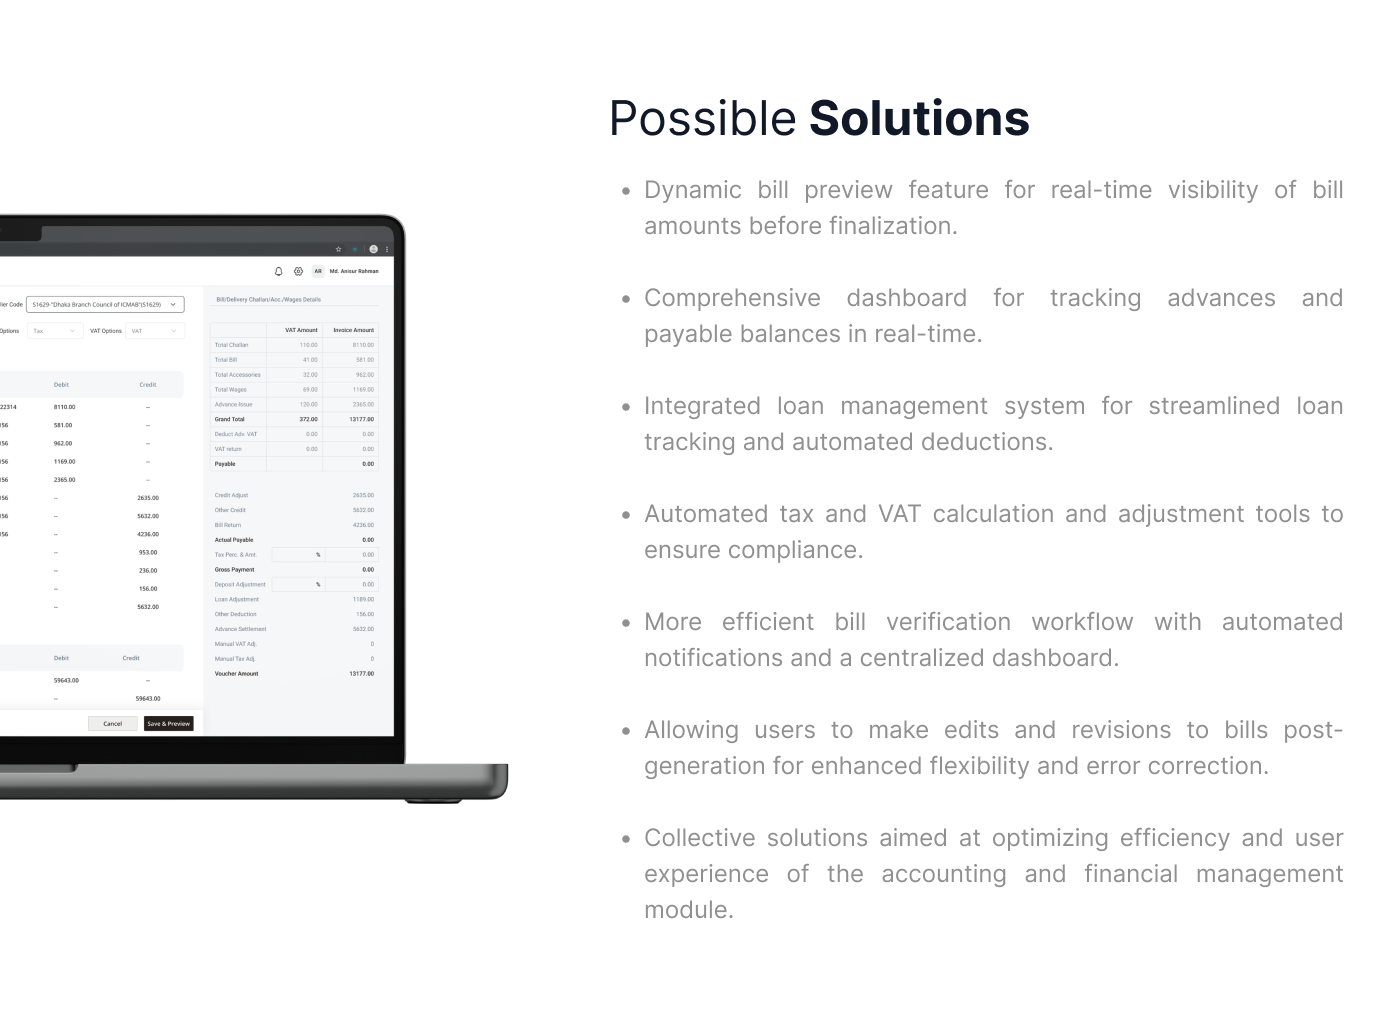 Possible Solutions
• Dynamic bill preview feature for real-time visibility of bill
amounts before finalization.
• Comprehensive dashboard for tracking advances and
payable balances in real-time.
• Integrated loan management system for streamlined loan
tracking and automated deductions.
• Automated tax and VAT calculation and adjustment tools to
ensure compliance.
• More efficient bill verification workflow with automated
notifications and a centralized dashboard.
• Allowing users to make edits and revisions to bills post-
generation for enhanced flexibility and error correction.
• Collective solutions aimed at optimizing efficiency and user
experience of the accounting and financial management
module.
AR Md. Anisur Rahman
lier Code S1629-"Dhaka Branch Council of ICMAB"(S1629)
Options Tax VAT Options VAT
Debit Credit
22314 8110.00 --
156 581.00 --
156 962.00 --
156 1169.00 --
156 2365.00 --
156 -- 2635.00
156 -- 5632.00
156 -- 4236.00
-- 953.00
-- 236.00
-- 156.00
-- 5632.00
Debit Credit
59643.00 --
-- 59643.00
Cancel Save & Preview
Bill/Delivery Challan/Acc./Wages Details
VAT Amount Invoice Amount
Total Challan 110.00 8110.00
Total Bill 41.00 581.00
Total Accessories 32.00 962.00
Total Wages 69.00 1169.00
Advance Issue 120.00 2365.00
Grand Total 372.00 13177.00
Deduct Adv. VAT 0.00 0.00
VAT return 0.00 0.00
Payable 0.00
Credit Adjust 2635.00
Other Credit 5632.00
Bill Return 4236.00
Actual Payable 0.00
Tax Perc. & Amt. % 0.00
Gross Payment 0.00
Deposit Adjustment % 0.00
Loan Adjustment 1189.00
Other Deduction 156.00
Advance Settlement 5632.00
Manual VAT Adj. 0
Manual Tax Adj. 0
Voucher Amount 13177.00